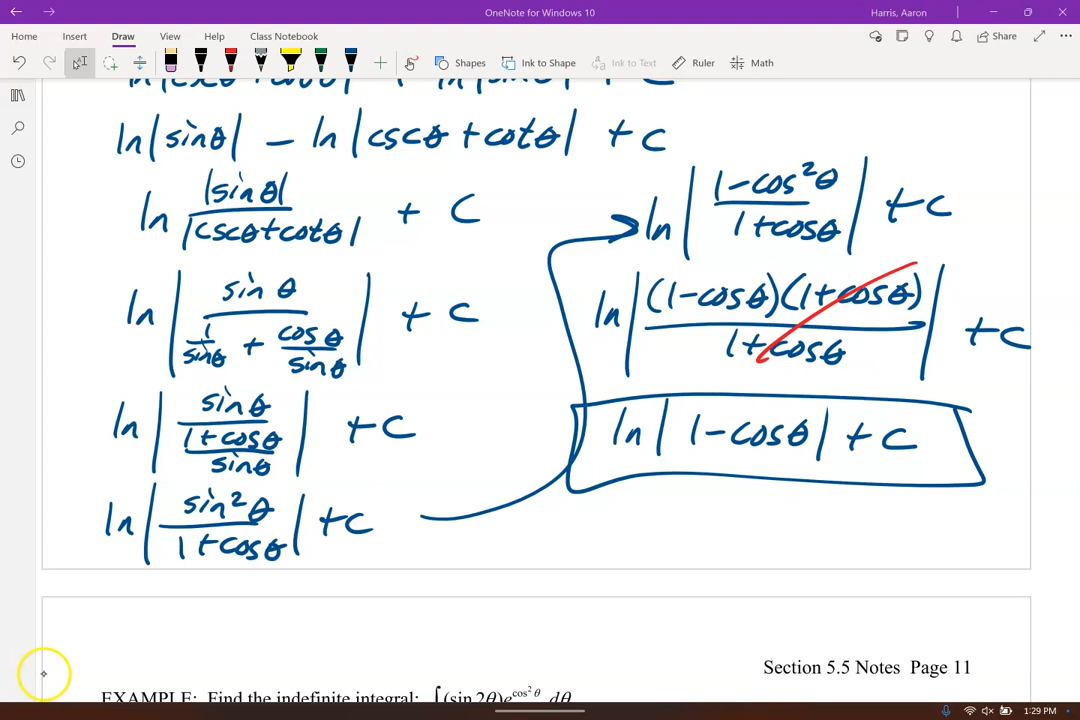 OneNote for Windows 10
Harris, Aaron
Home Insert Draw View Help Class Notebook
Share
Shapes Ink to Shape Ink to Text Ruler Math
ln|sinθ| − ln|cscθ + cotθ| + C
ln |sinθ| / |cscθ+cotθ| + C
ln | sinθ / (1/sinθ + cosθ/sinθ) | + C
ln | sinθ / ((1+cosθ)/sinθ) | + C
ln | sin²θ / (1+cosθ) | + C
ln | (1−cos²θ) / (1+cosθ) | + C
ln | (1−cosθ)(1+cosθ) / (1+cosθ) | + C
ln | 1−cosθ | + C
Section 5.5 Notes Page 11
EXAMPLE: Find the indefinite integral: ∫(sin 2θ)e^(cos²θ) dθ
1:29 PM